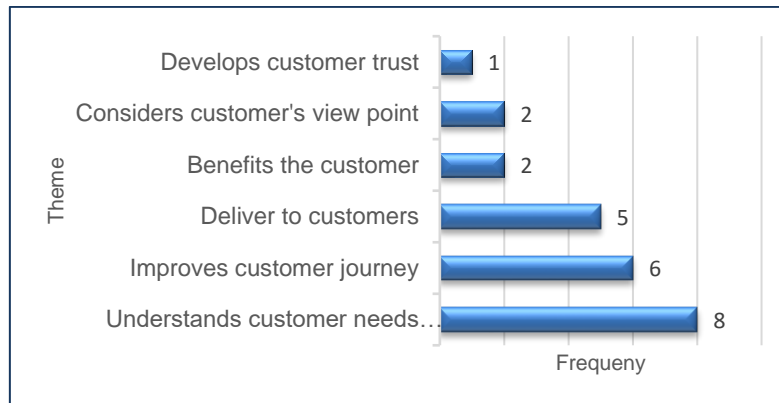 Develops customer trust 1
Considers customer's view point 2
Benefits the customer 2
Deliver to customers 5
Improves customer journey 6
Understands customer needs… 8
Theme
Frequeny